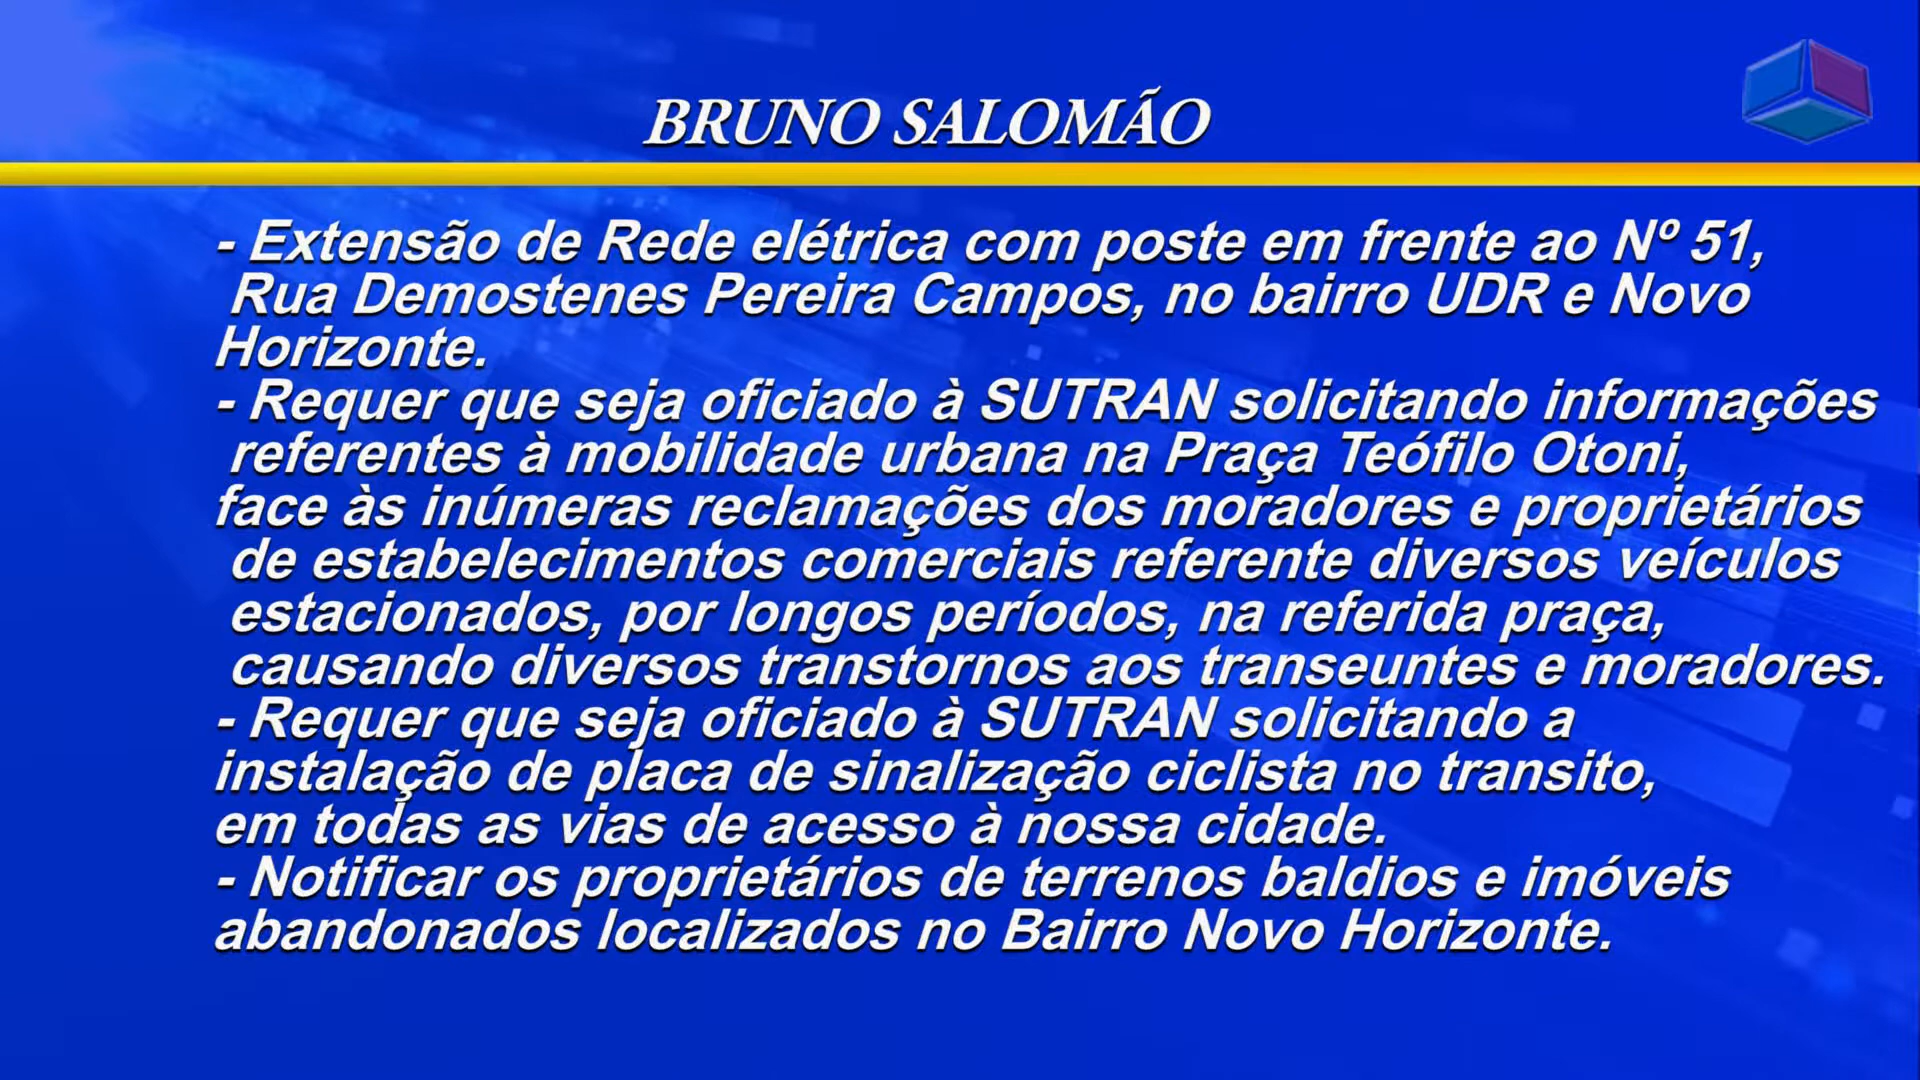 BRUNO SALOMÃO
- Extensão de Rede elétrica com poste em frente ao Nº 51,
Rua Demostenes Pereira Campos, no bairro UDR e Novo
Horizonte.
- Requer que seja oficiado à SUTRAN solicitando informações
referentes à mobilidade urbana na Praça Teófilo Otoni,
face às inúmeras reclamações dos moradores e proprietários
de estabelecimentos comerciais referente diversos veículos
estacionados, por longos períodos, na referida praça,
causando diversos transtornos aos transeuntes e moradores.
- Requer que seja oficiado à SUTRAN solicitando a
instalação de placa de sinalização ciclista no transito,
em todas as vias de acesso à nossa cidade.
- Notificar os proprietários de terrenos baldios e imóveis
abandonados localizados no Bairro Novo Horizonte.